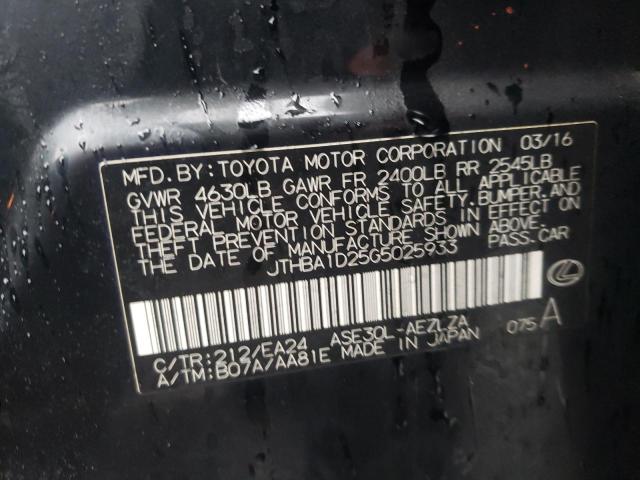 MFD. BY: TOYOTA MOTOR CORPORATION 03/16
GVWR 4630LB GAWR FR 2400LB RR 2545LB
THIS VEHICLE CONFORMS TO ALL APPLICABLE
FEDERAL MOTOR VEHICLE SAFETY, BUMPER, AND
THEFT PREVENTION STANDARDS IN EFFECT ON
THE DATE OF MANUFACTURE SHOWN ABOVE.
JTHBA1D25G5025933 PASS. CAR
C/TR: 212/EA24 ASE30L-AEZLZA 075 A
A/TM: B07A/AA81E MADE IN JAPAN